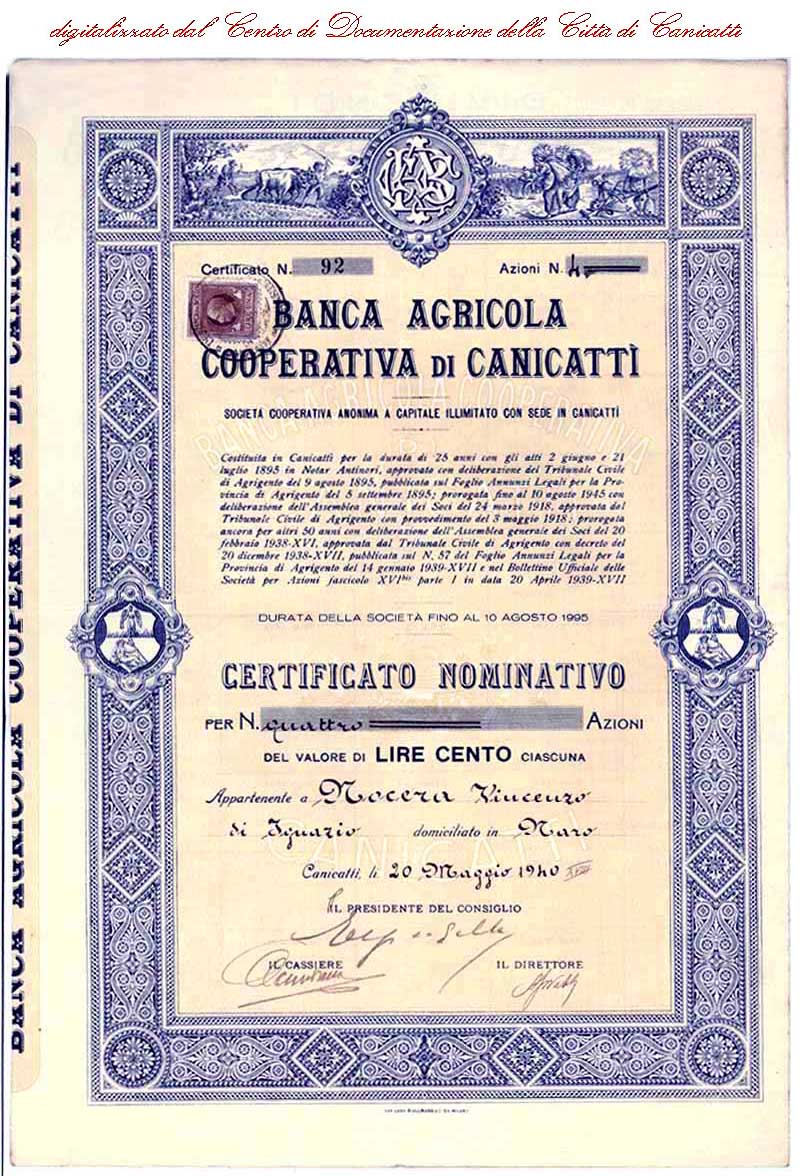 digitalizzato dal Centro di Documentazione della Citta di Canicattì
BANCA AGRICOLA COOPERATIVA DI CANICATTÌ
Certificato N. 92
Azioni N. 4
BANCA AGRICOLA
COOPERATIVA DI CANICATTÌ
SOCIETÀ COOPERATIVA ANONIMA A CAPITALE ILLIMITATO CON SEDE IN CANICATTÌ
Costituita in Canicattì per la durata di 25 anni con gli atti 2 giugno e 21
luglio 1895 in Notar Antinori, approvato con deliberazione del Tribunale Civile
di Agrigento del 9 agosto 1895, pubblicata sul Foglio Annunzi Legali per la Pro-
vincia di Agrigento del 5 settembre 1895; prorogata fino al 10 agosto 1945 con
deliberazione dell'Assemblea generale dei Soci del 24 marzo 1918, approvata dal
Tribunale Civile di Agrigento con provvedimento del 3 maggio 1918; prorogata
ancora per altri 50 anni con deliberazione dell'Assemblea generale dei Soci del 20
febbraio 1938-XVI, approvata dal Tribunale Civile di Agrigento con decreto del
20 dicembre 1938-XVII, pubblicata sul N. 57 del Foglio Annunzi Legali per la
Provincia di Agrigento del 14 gennaio 1939-XVII e nel Bollettino Ufficiale delle
Società per Azioni fascicolo XVI bis parte I in data 20 Aprile 1939-XVII
DURATA DELLA SOCIETÀ FINO AL 10 AGOSTO 1995
CERTIFICATO NOMINATIVO
PER N. quattro AZIONI
DEL VALORE DI LIRE CENTO CIASCUNA
Appartenente a Nocera Vincenzo
di Ignazio domiciliato in Naro
CANICATTÌ
Canicattì, li 20 Maggio 1940 XVIII
IL PRESIDENTE DEL CONSIGLIO
IL CASSIERE
IL DIRETTORE